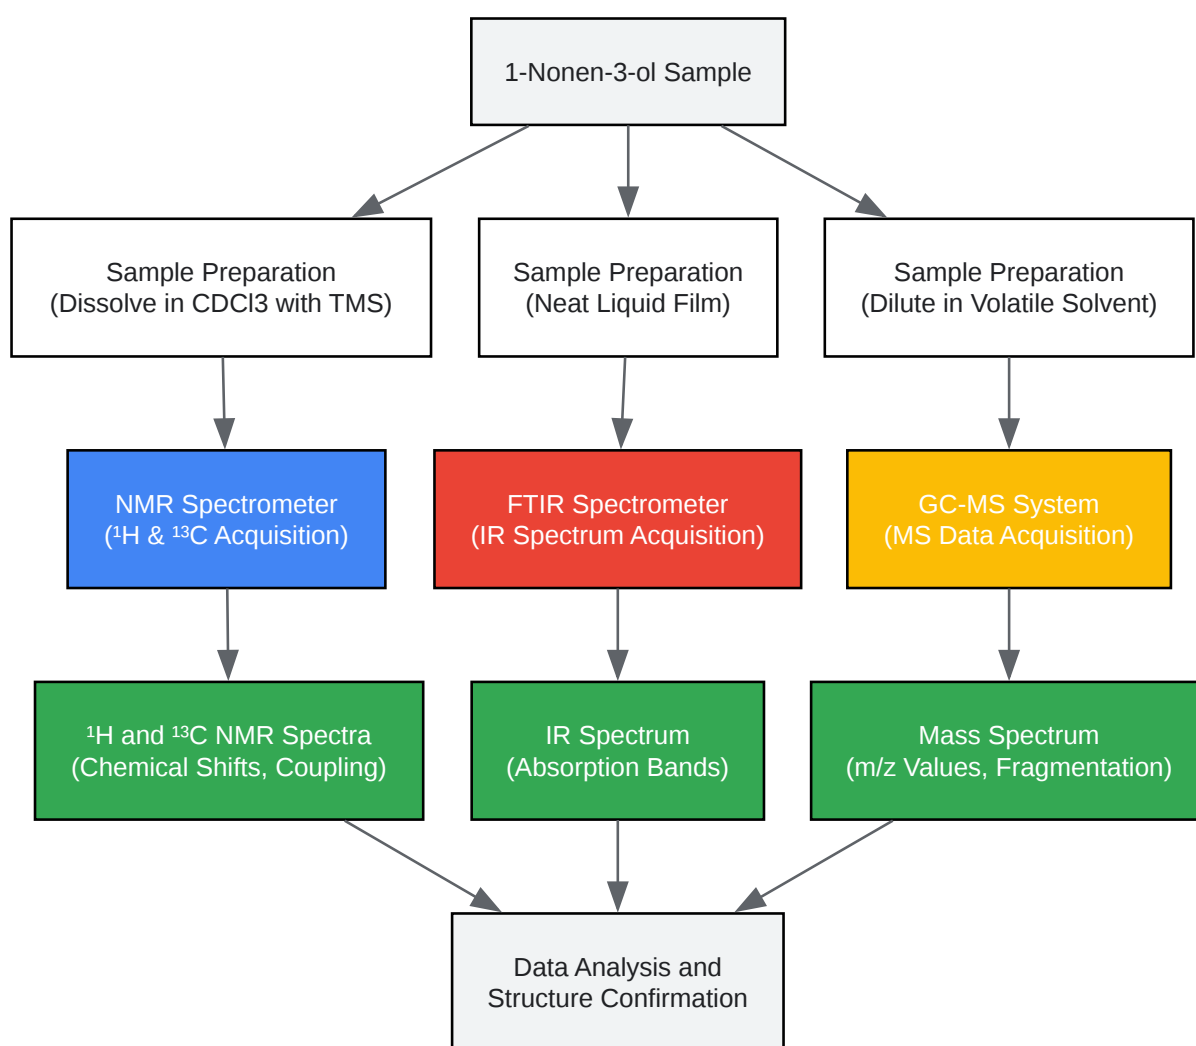 1-Nonen-3-ol Sample
Sample Preparation
(Dissolve in CDCl3 with TMS)
Sample Preparation
(Neat Liquid Film)
Sample Preparation
(Dilute in Volatile Solvent)
NMR Spectrometer
(¹H & ¹³C Acquisition)
FTIR Spectrometer
(IR Spectrum Acquisition)
GC-MS System
(MS Data Acquisition)
¹H and ¹³C NMR Spectra
(Chemical Shifts, Coupling)
IR Spectrum
(Absorption Bands)
Mass Spectrum
(m/z Values, Fragmentation)
Data Analysis and
Structure Confirmation